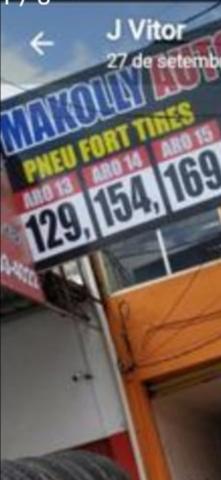 J Vitor
27 de setemb
MAKOLLY AUTO
PNEU FORT TIRES
ARO 13 ARO 14 ARO 15
129, 154, 169